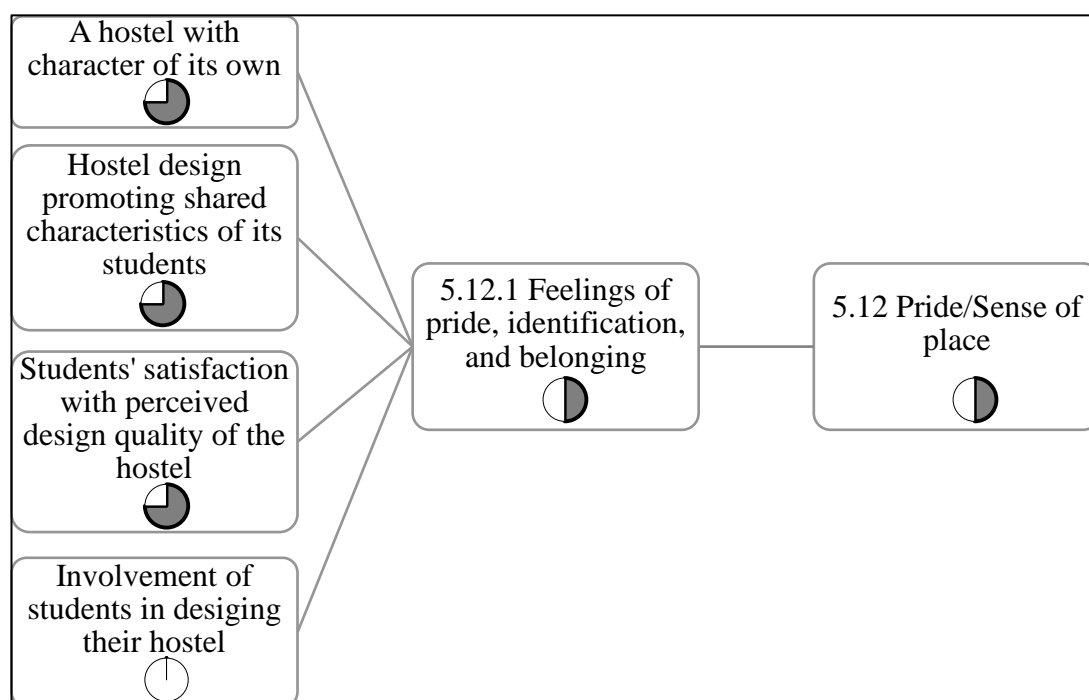 A hostel with
character of its own
Hostel design
promoting shared
characteristics of its
students
Students' satisfaction
with perceived
design quality of the
hostel
Involvement of
students in desiging
their hostel
5.12.1 Feelings of
pride, identification,
and belonging
5.12 Pride/Sense of
place